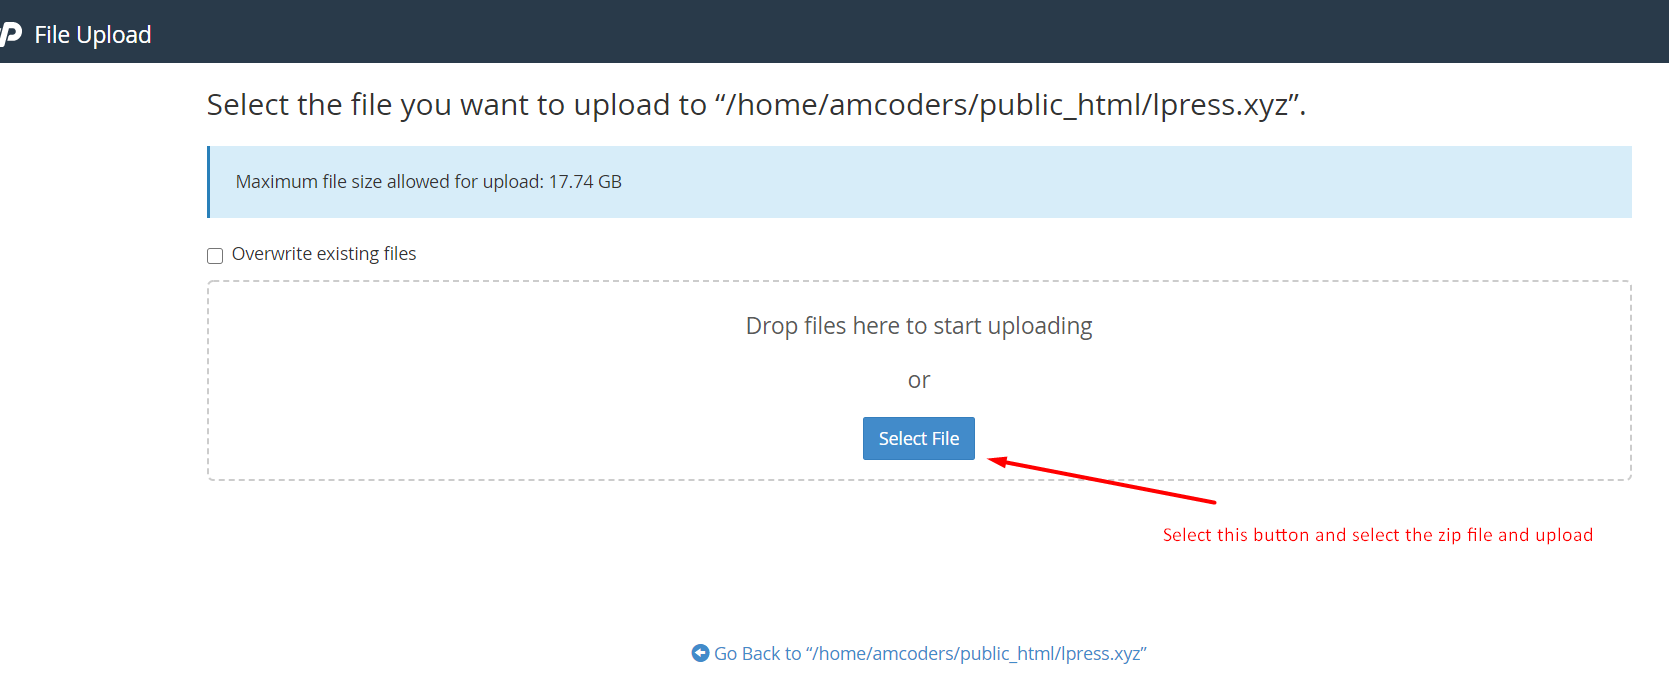 File Upload
Select the file you want to upload to “/home/amcoders/public_html/lpress.xyz”.
Maximum file size allowed for upload: 17.74 GB
Overwrite existing files
Drop files here to start uploading
or
Select File
Select this button and select the zip file and upload
Go Back to “/home/amcoders/public_html/lpress.xyz”